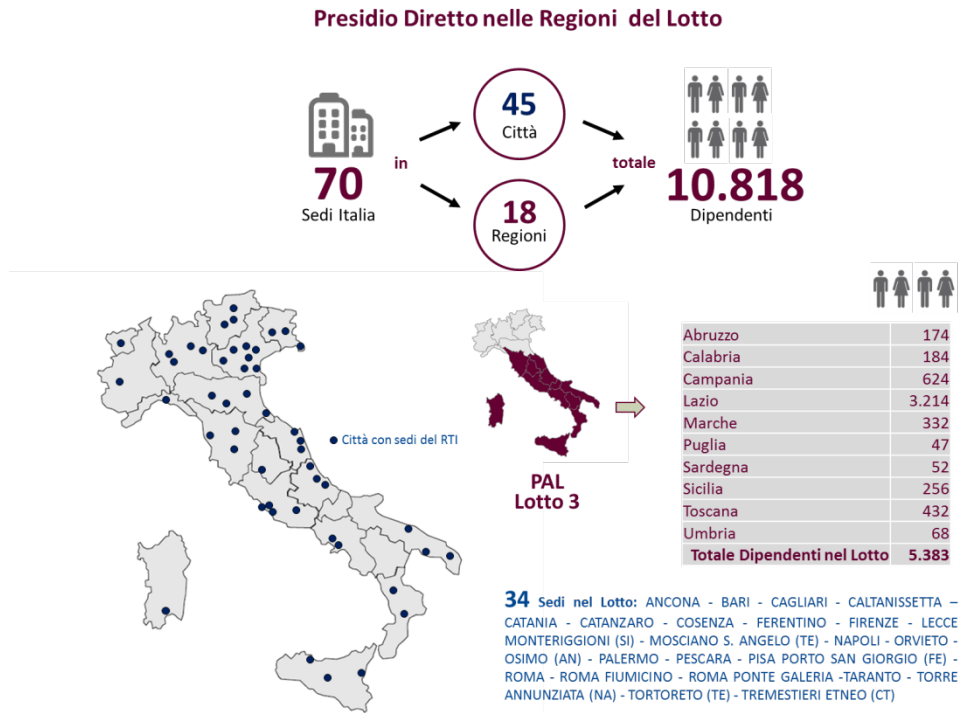 Presidio Diretto nelle Regioni del Lotto
70
Sedi Italia
in
45
Città
18
Regioni
totale
10.818
Dipendenti
Città con sedi del RTI
PAL
Lotto 3
Abruzzo 174
Calabria 184
Campania 624
Lazio 3.214
Marche 332
Puglia 47
Sardegna 52
Sicilia 256
Toscana 432
Umbria 68
Totale Dipendenti nel Lotto 5.383
34 Sedi nel Lotto: ANCONA - BARI - CAGLIARI - CALTANISSETTA –
CATANIA - CATANZARO - COSENZA - FERENTINO - FIRENZE - LECCE
MONTERIGGIONI (SI) - MOSCIANO S. ANGELO (TE) - NAPOLI - ORVIETO -
OSIMO (AN) - PALERMO - PESCARA - PISA PORTO SAN GIORGIO (FE) -
ROMA - ROMA FIUMICINO - ROMA PONTE GALERIA -TARANTO - TORRE
ANNUNZIATA (NA) - TORTORETO (TE) - TREMESTIERI ETNEO (CT)